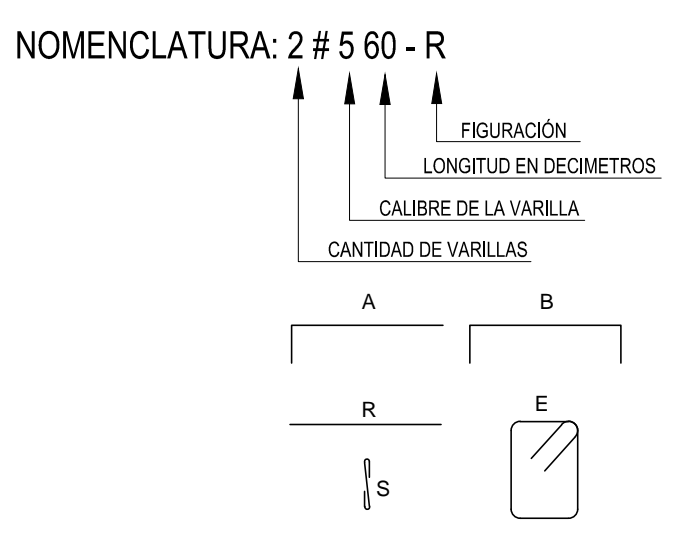 NOMENCLATURA: 2 # 5 60 - R
FIGURACIÓN
LONGITUD EN DECIMETROS
CALIBRE DE LA VARILLA
CANTIDAD DE VARILLAS
A B
R E
S